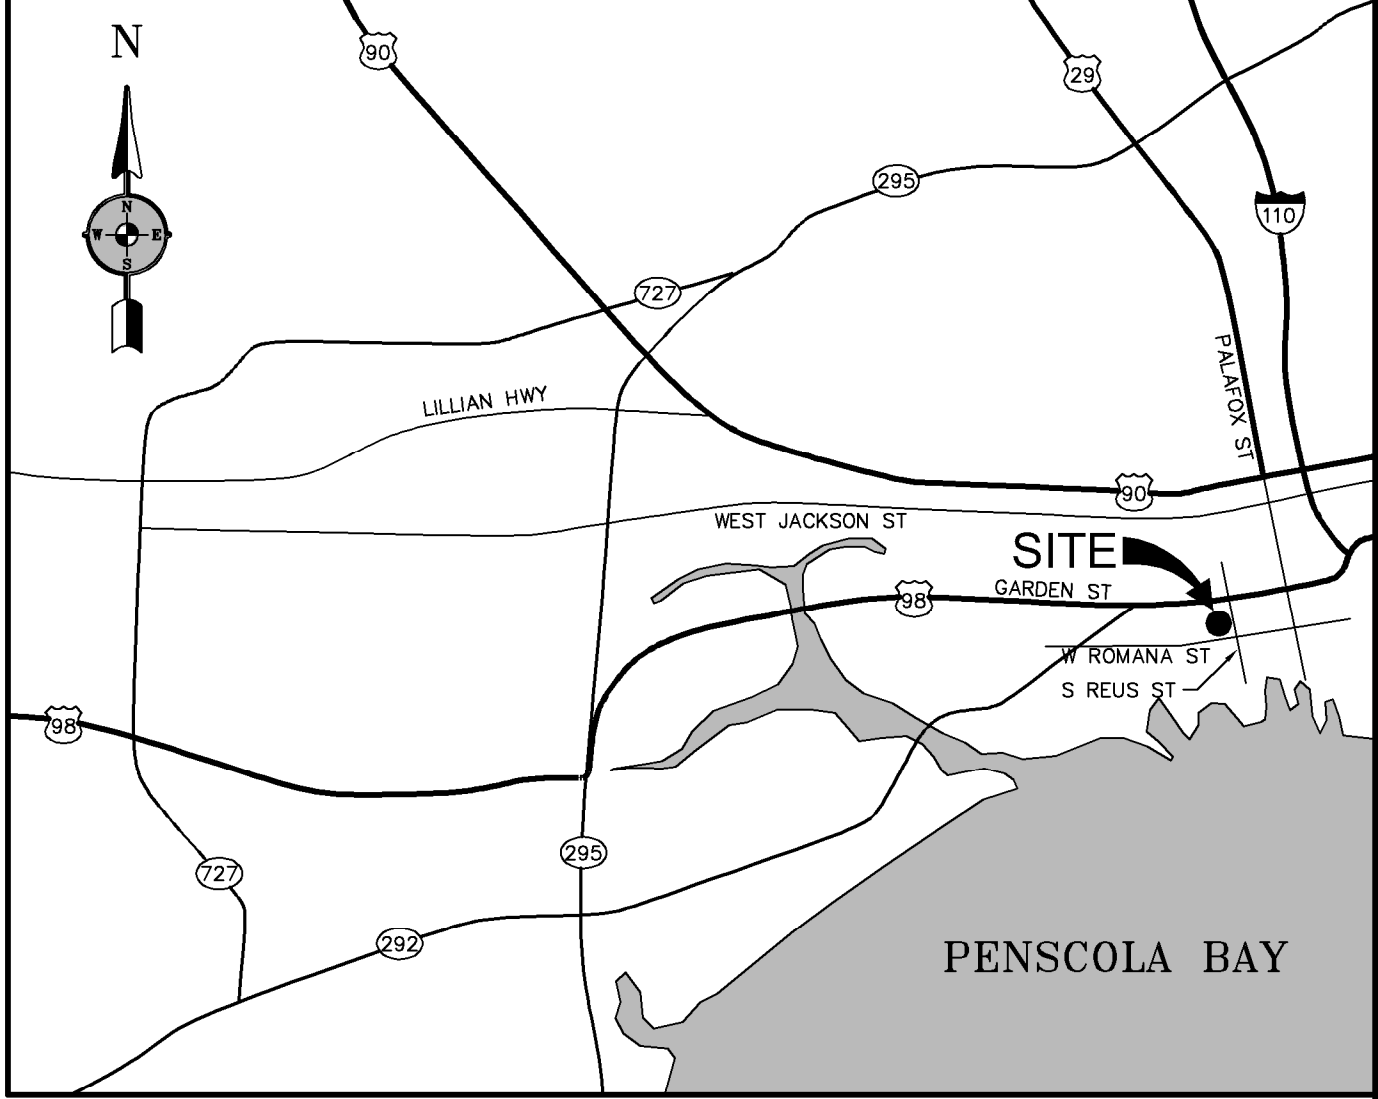 N
90
29
295
110
N
W E
S
727
PALAFOX ST
LILLIAN HWY
90
WEST JACKSON ST
SITE
GARDEN ST
98
W ROMANA ST
S REUS ST
98
295
727
292
PENSCOLA BAY